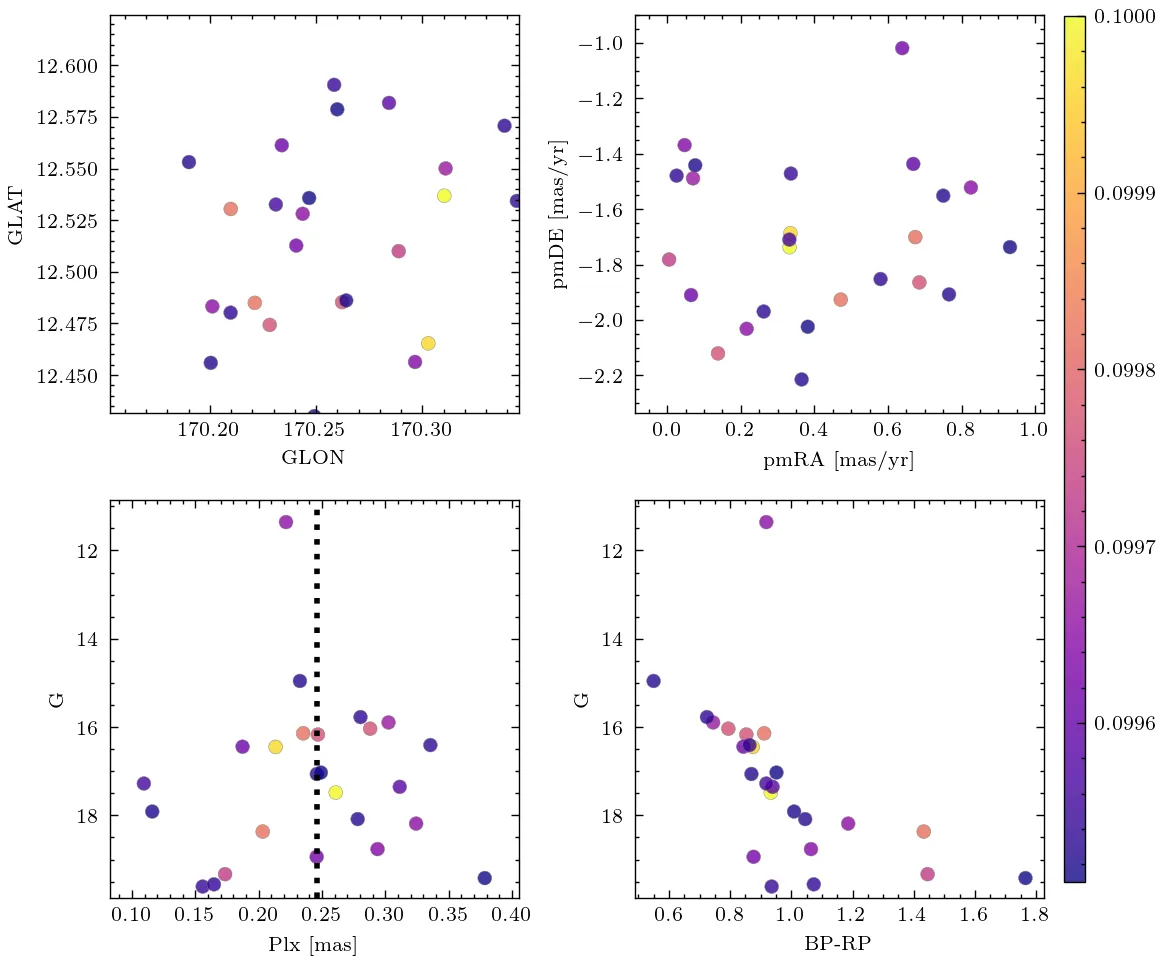 12.600
12.575
12.550
12.525
12.500
12.475
12.450
GLAT
170.20 170.25 170.30
GLON
−1.0
−1.2
−1.4
−1.6
−1.8
−2.0
−2.2
pmDE [mas/yr]
0.0 0.2 0.4 0.6 0.8 1.0
pmRA [mas/yr]
12
14
16
18
G
0.10 0.15 0.20 0.25 0.30 0.35 0.40
Plx [mas]
12
14
16
18
G
0.6 0.8 1.0 1.2 1.4 1.6 1.8
BP-RP
0.1000
0.0999
0.0998
0.0997
0.0996